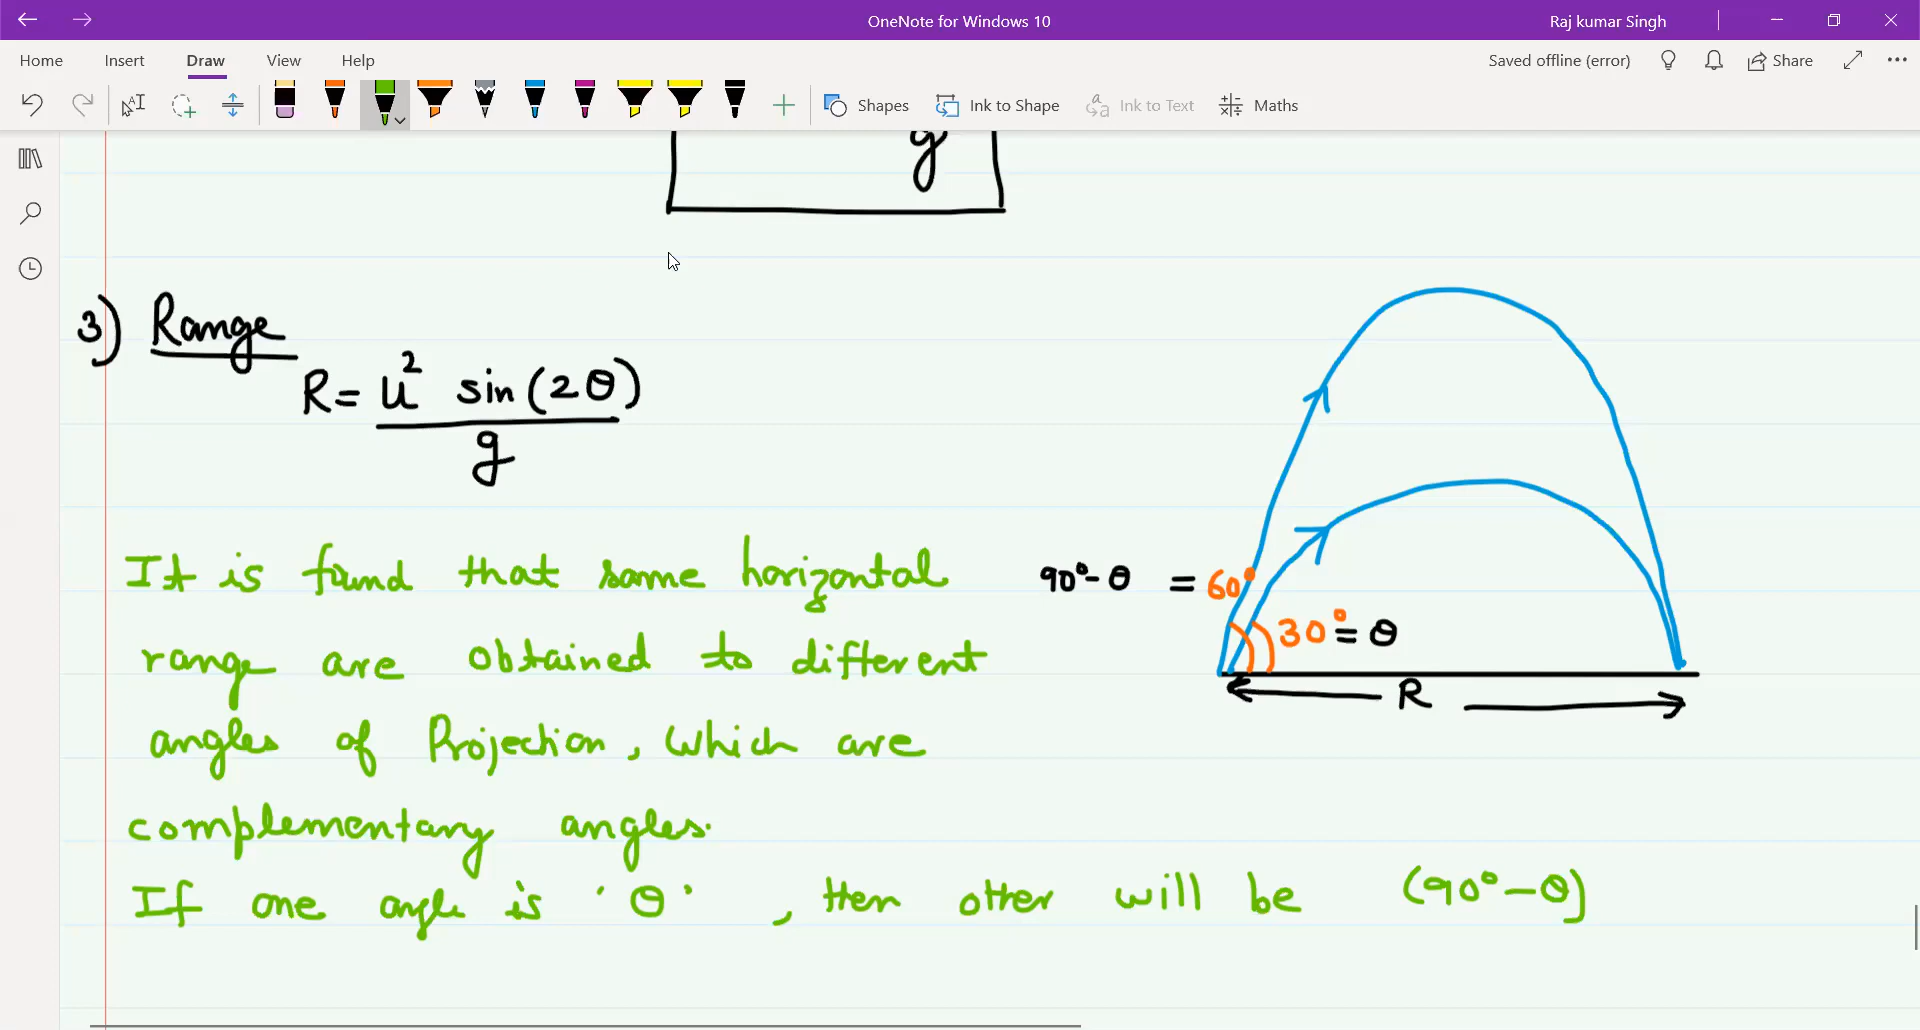 OneNote for Windows 10
Raj kumar Singh
Home Insert Draw View Help
Saved offline (error) Share
Shapes Ink to Shape Ink to Text Maths
g
3) Range
R = u² sin(2θ)
g
It is found that same horizontal
range are obtained to different
angles of Projection, which are
complementary angles.
If one angle is 'θ', then other will be (90° - θ)
90° - θ = 60°
30° = θ
R